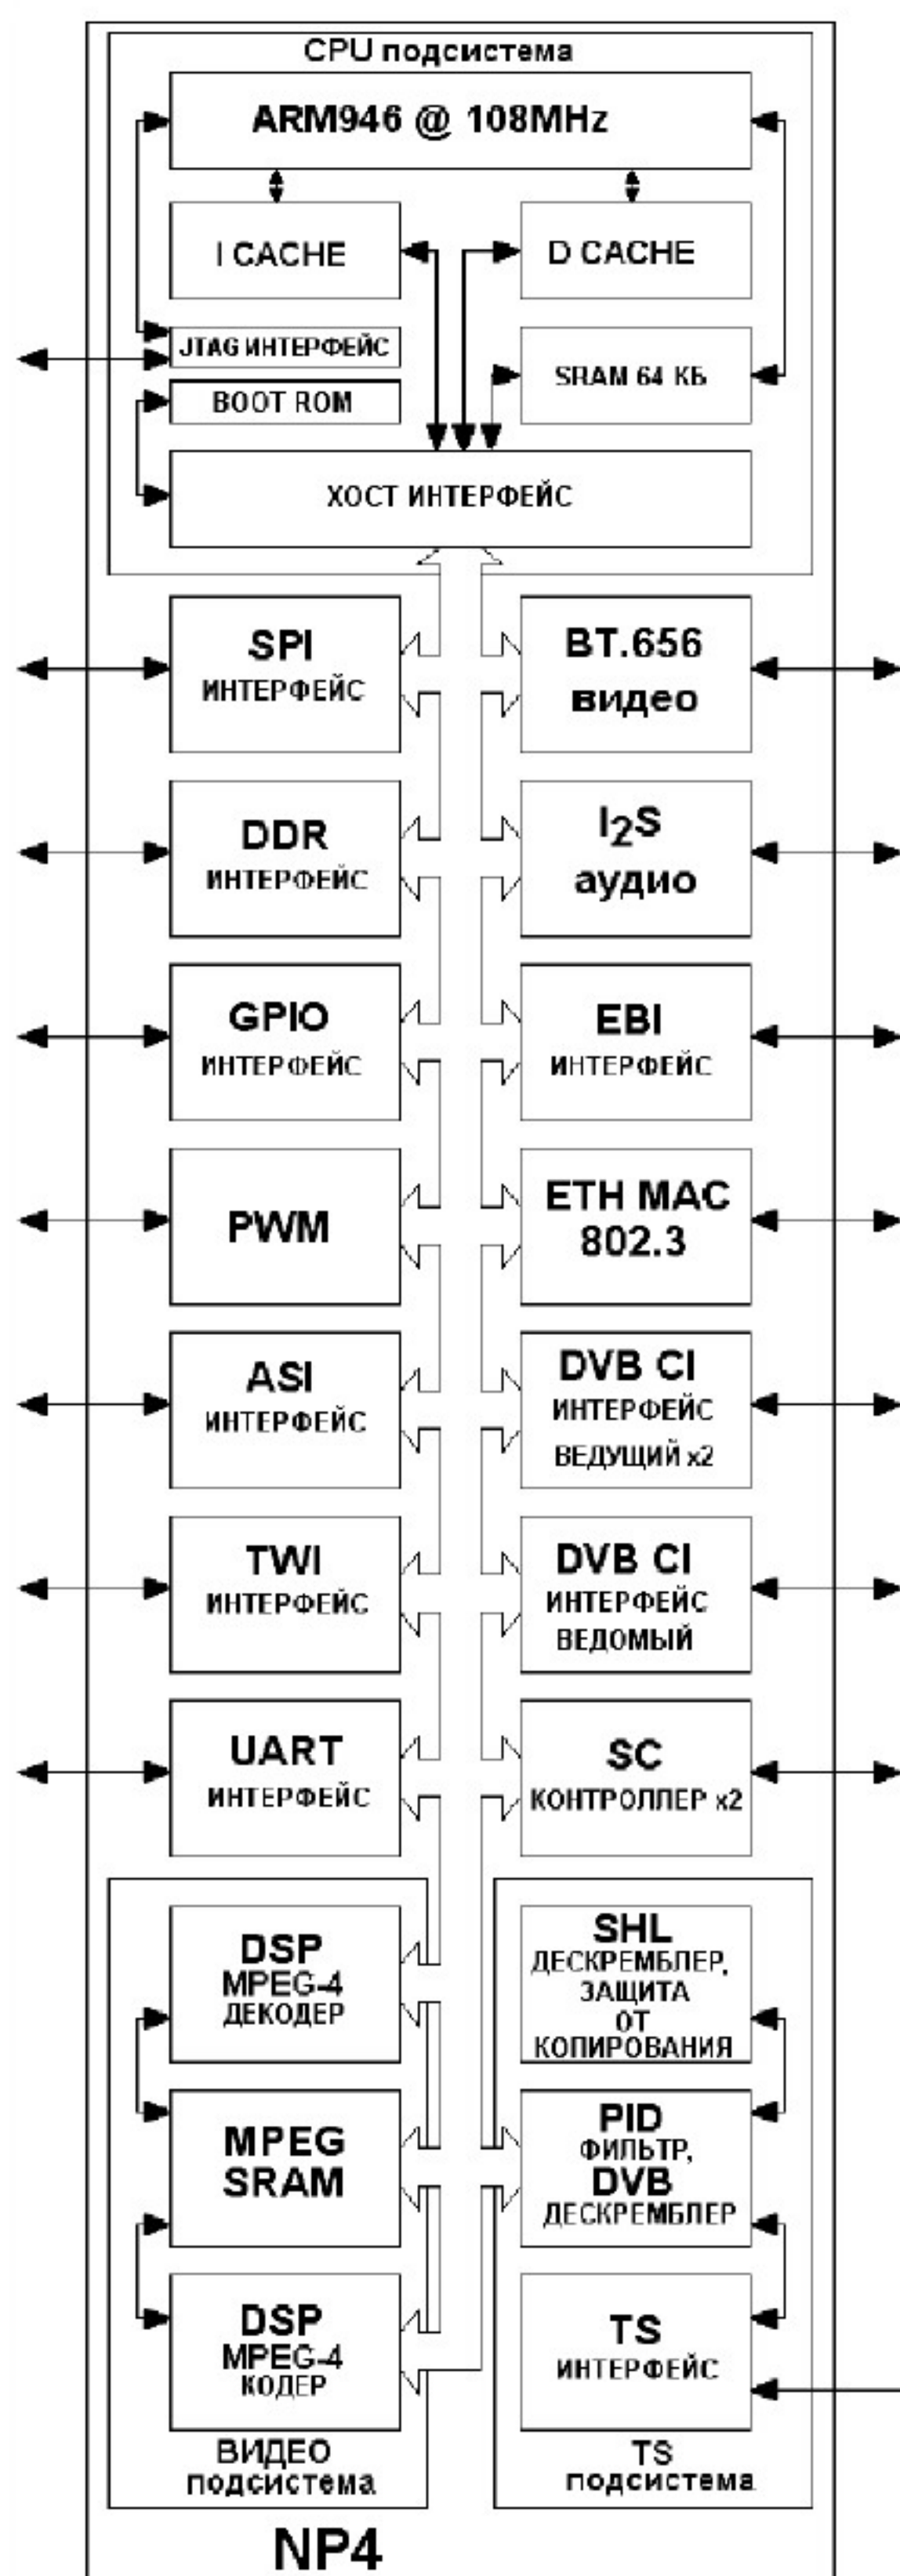 CPU подсистема
ARM946 @ 108MHz
I CACHE
D CACHE
JTAG ИНТЕРФЕЙС
SRAM 64 КБ
BOOT ROM
ХОСТ ИНТЕРФЕЙС
SPI
ИНТЕРФЕЙС
BT.656
видео
DDR
ИНТЕРФЕЙС
I2S
аудио
GPIO
ИНТЕРФЕЙС
EBI
ИНТЕРФЕЙС
PWM
ETH MAC
802.3
ASI
ИНТЕРФЕЙС
DVB CI
ИНТЕРФЕЙС
ВЕДУЩИЙ x2
TWI
ИНТЕРФЕЙС
DVB CI
ИНТЕРФЕЙС
ВЕДОМЫЙ
UART
ИНТЕРФЕЙС
SC
КОНТРОЛЛЕР x2
DSP
MPEG-4
ДЕКОДЕР
SHL
ДЕСКРЕМБЛЕР,
ЗАЩИТА
ОТ
КОПИРОВАНИЯ
MPEG
SRAM
PID
ФИЛЬТР,
DVB
ДЕСКРЕМБЛЕР
DSP
MPEG-4
КОДЕР
TS
ИНТЕРФЕЙС
ВИДЕО
подсистема
TS
подсистема
NP4